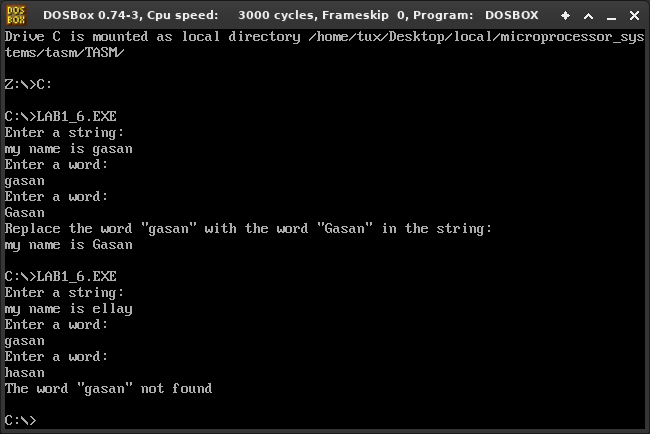 DOS
BOX
DOSBox 0.74-3, Cpu speed:    3000 cycles, Frameskip  0, Program:   DOSBOX
Drive C is mounted as local directory /home/tux/Desktop/local/microprocessor_sys
tems/tasm/TASM/
Z:\>C:
C:\>LAB1_6.EXE
Enter a string:
my name is gasan
Enter a word:
gasan
Enter a word:
Gasan
Replace the word "gasan" with the word "Gasan" in the string:
my name is Gasan
C:\>LAB1_6.EXE
Enter a string:
my name is ellay
Enter a word:
gasan
Enter a word:
hasan
The word "gasan" not found
C:\>